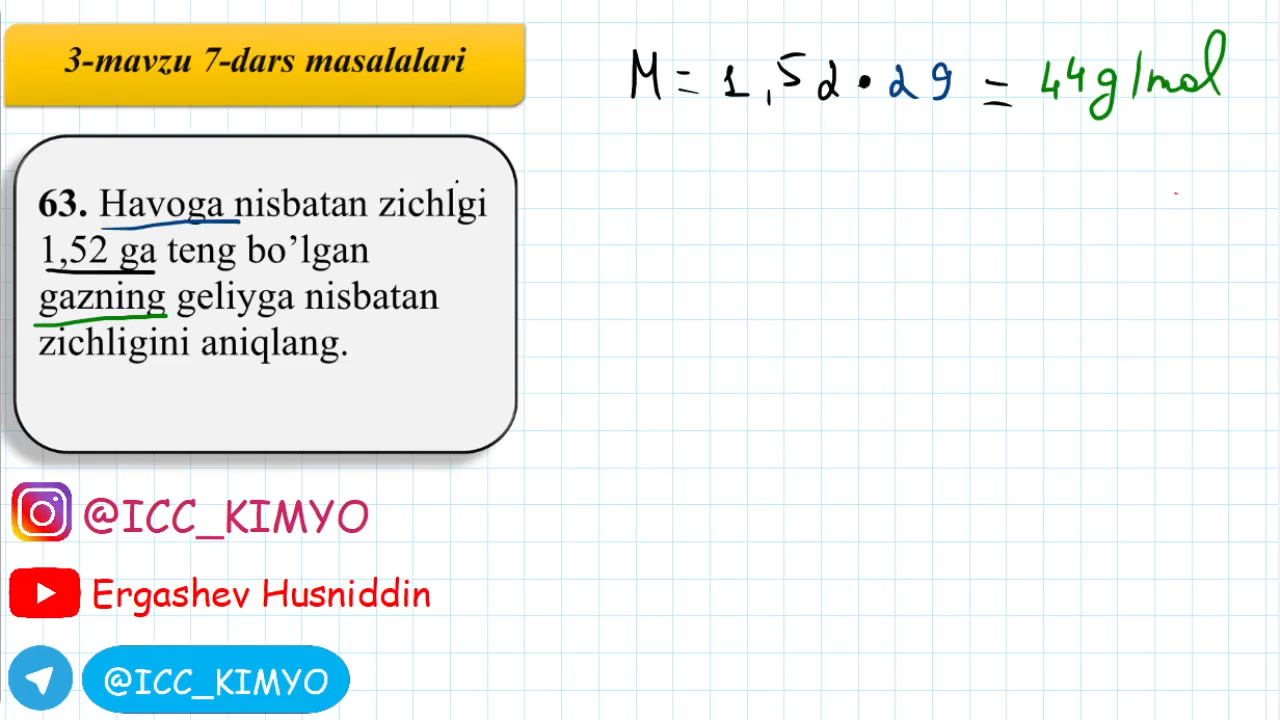 3-mavzu 7-dars masalalari
M = 1,52 • 29 = 44g/mol
63. Havoga nisbatan zichlgi
1,52 ga teng bo’lgan
gazning geliyga nisbatan
zichligini aniqlang.
@ICC_KIMYO
Ergashev Husniddin
@ICC_KIMYO